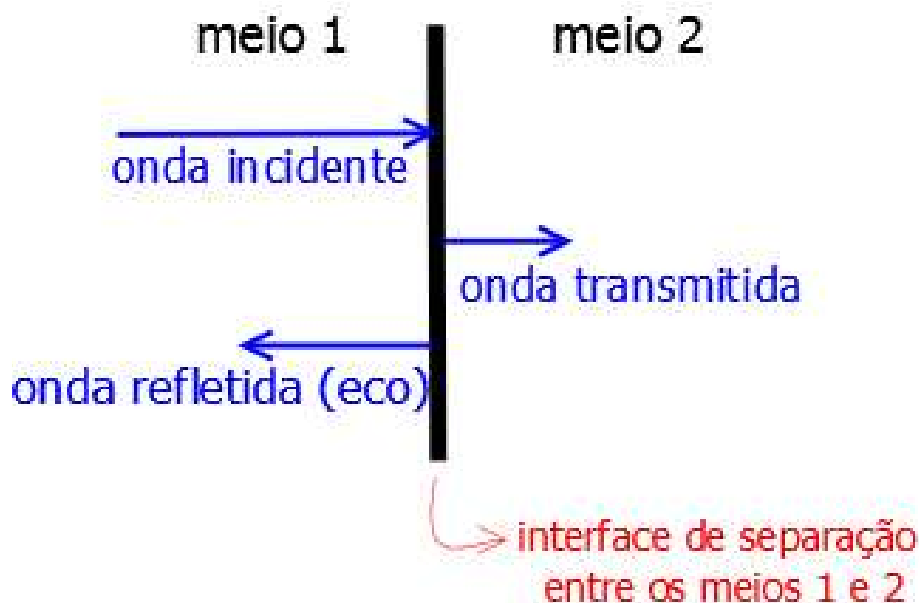 meio 1
meio 2
onda incidente
onda transmitida
onda refletida (eco)
interface de separação
entre os meios 1 e 2